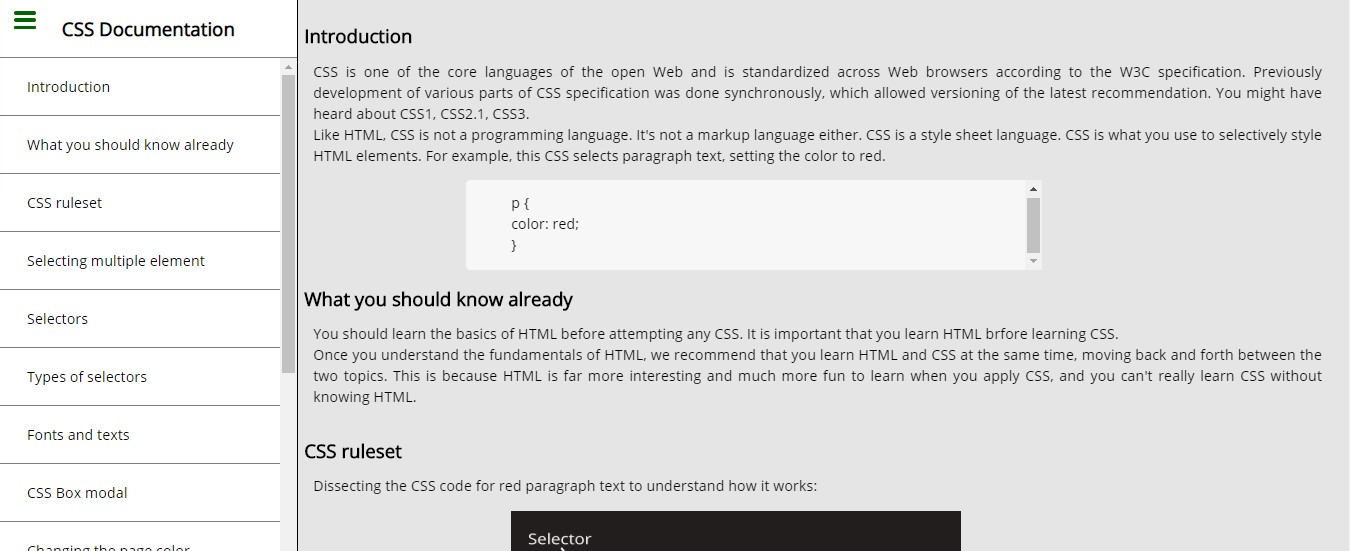 CSS Documentation
Introduction
What you should know already
CSS ruleset
Selecting multiple element
Selectors
Types of selectors
Fonts and texts
CSS Box modal
Changing the page color
Introduction
CSS is one of the core languages of the open Web and is standardized across Web browsers according to the W3C specification. Previously
development of various parts of CSS specification was done synchronously, which allowed versioning of the latest recommendation. You might have
heard about CSS1, CSS2.1, CSS3.
Like HTML, CSS is not a programming language. It's not a markup language either. CSS is a style sheet language. CSS is what you use to selectively style
HTML elements. For example, this CSS selects paragraph text, setting the color to red.
p {
color: red;
}
What you should know already
You should learn the basics of HTML before attempting any CSS. It is important that you learn HTML brfore learning CSS.
Once you understand the fundamentals of HTML, we recommend that you learn HTML and CSS at the same time, moving back and forth between the
two topics. This is because HTML is far more interesting and much more fun to learn when you apply CSS, and you can't really learn CSS without
knowing HTML.
CSS ruleset
Dissecting the CSS code for red paragraph text to understand how it works:
Selector